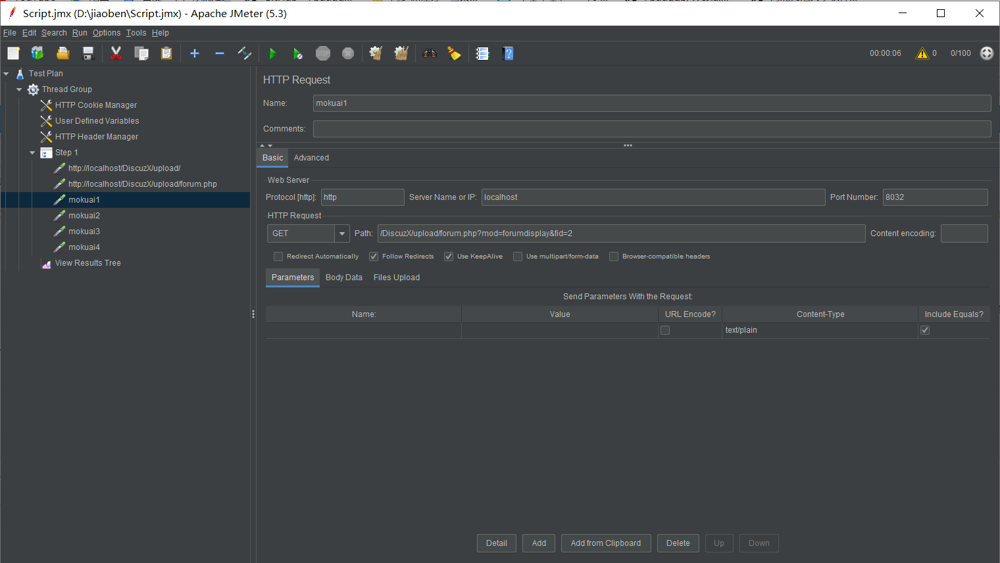 Script.jmx (D:\jiaoben\Script.jmx) - Apache JMeter (5.3)
File Edit Search Run Options Tools Help
STOP 00:00:06 0 0/100
Test Plan
Thread Group
HTTP Cookie Manager
User Defined Variables
HTTP Header Manager
Step 1
http://localhost/DiscuzX/upload/
http://localhost/DiscuzX/upload/forum.php
mokuai1
mokuai2
mokuai3
mokuai4
View Results Tree
HTTP Request
Name: mokuai1
Comments:
Basic Advanced
Web Server
Protocol [http]: http Server Name or IP: localhost Port Number: 8032
HTTP Request
GET Path: /DiscuzX/upload/forum.php?mod=forumdisplay&fid=2 Content encoding:
Redirect Automatically Follow Redirects Use KeepAlive Use multipart/form-data Browser-compatible headers
Parameters Body Data Files Upload
Send Parameters With the Request:
Name: Value URL Encode? Content-Type Include Equals?
text/plain
Detail Add Add from Clipboard Delete Up Down